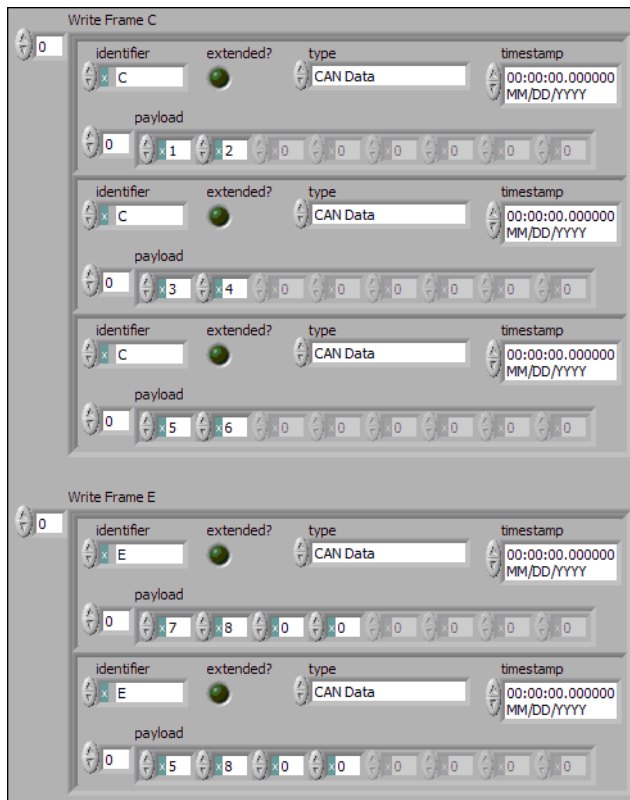 Write Frame C
0
identifier extended? type timestamp
x C CAN Data 00:00:00.000000
MM/DD/YYYY
payload
0 x 1 x 2 x 0 x 0 x 0 x 0 x 0 x 0
identifier extended? type timestamp
x C CAN Data 00:00:00.000000
MM/DD/YYYY
payload
0 x 3 x 4 x 0 x 0 x 0 x 0 x 0 x 0
identifier extended? type timestamp
x C CAN Data 00:00:00.000000
MM/DD/YYYY
payload
0 x 5 x 6 x 0 x 0 x 0 x 0 x 0 x 0
Write Frame E
0
identifier extended? type timestamp
x E CAN Data 00:00:00.000000
MM/DD/YYYY
payload
0 x 7 x 8 x 0 x 0 x 0 x 0 x 0 x 0
identifier extended? type timestamp
x E CAN Data 00:00:00.000000
MM/DD/YYYY
payload
0 x 5 x 8 x 0 x 0 x 0 x 0 x 0 x 0